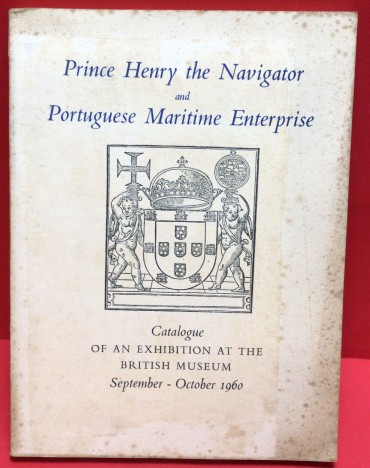 Prince Henry the Navigator
and
Portuguese Maritime Enterprise
Catalogue
OF AN EXHIBITION AT THE
BRITISH MUSEUM
September - October 1960